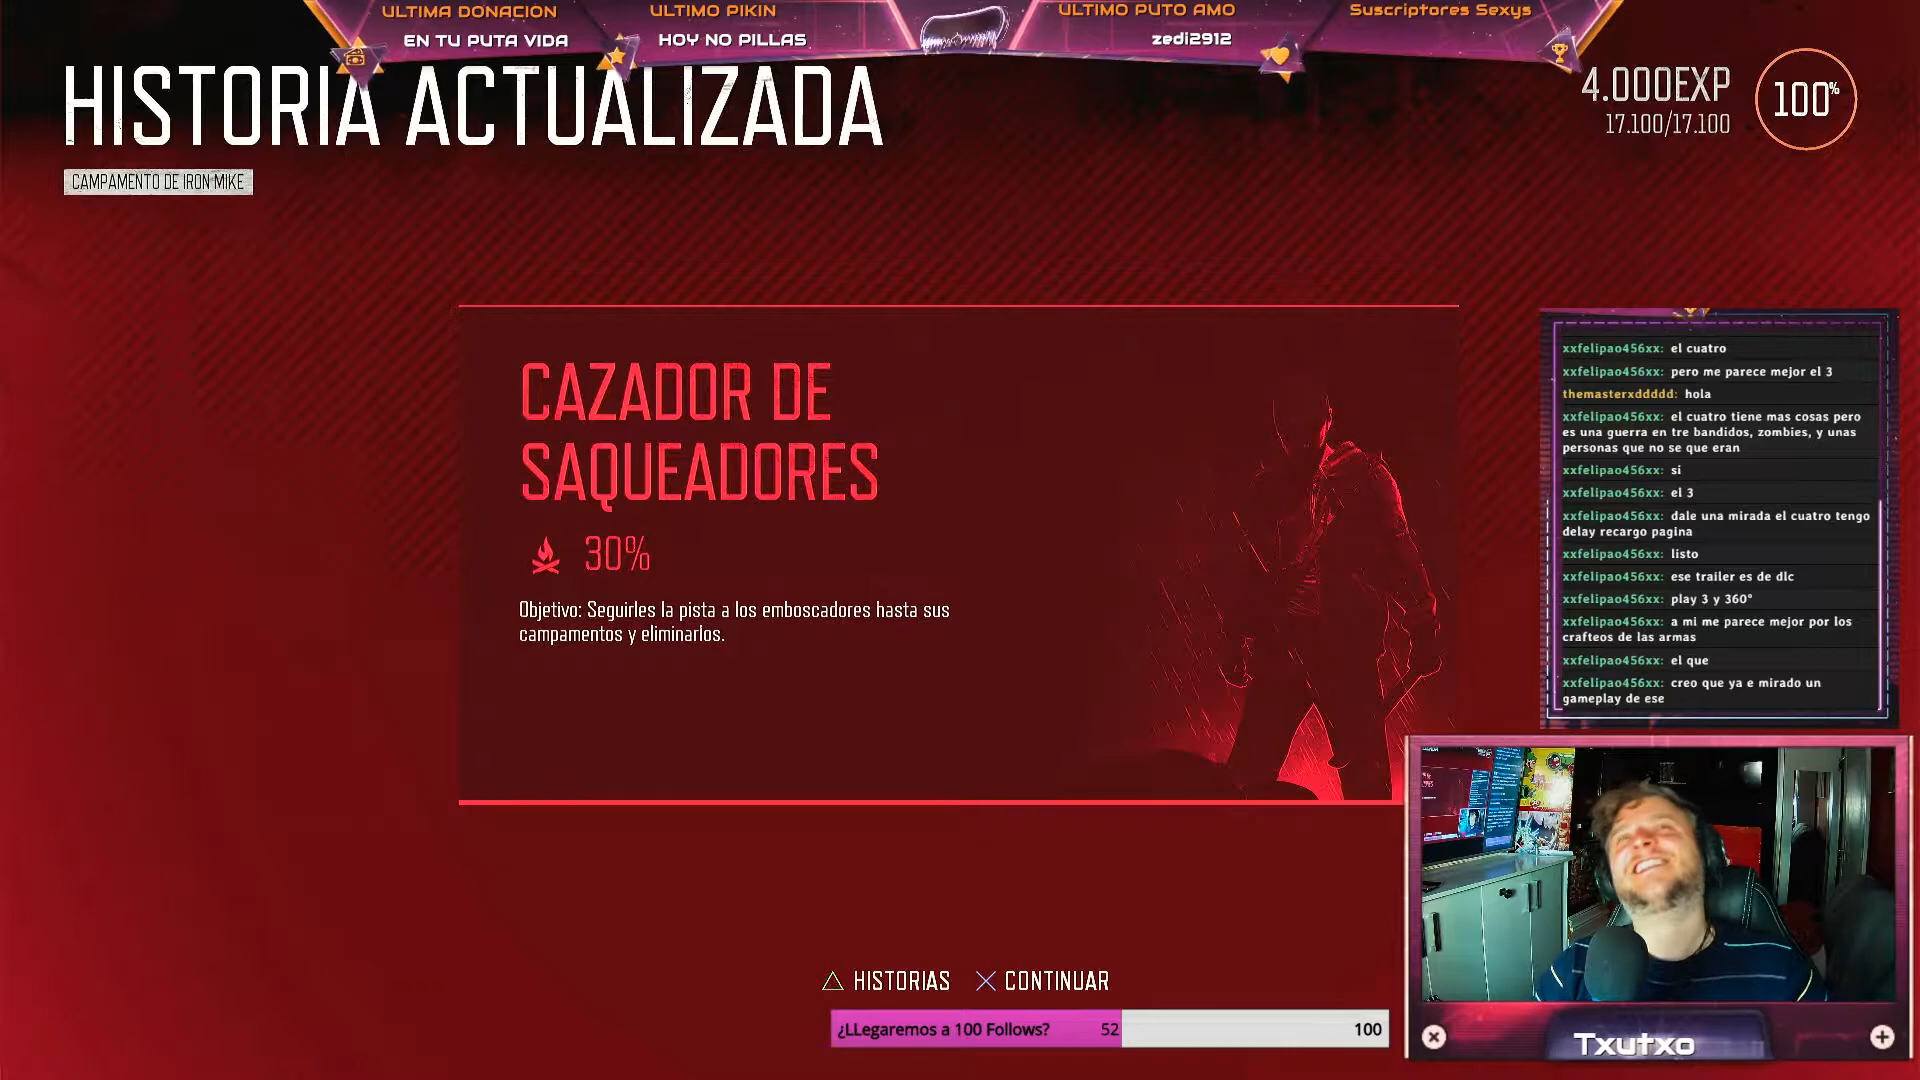 ULTIMA DONACIÓN
EN TU PUTA VIDA
ULTIMO PIKIN
HOY NO PILLAS
ULTIMO PUTO AMO
zedi2912
Suscriptores Sexys
HISTORIA ACTUALIZADA
CAMPAMENTO DE IRON MIKE
4.000EXP
17.100/17.100
100%
CAZADOR DE
SAQUEADORES
30%
Objetivo: Seguirles la pista a los emboscadores hasta sus
campamentos y eliminarlos.
xxfelipao456xx: el cuatro
xxfelipao456xx: pero me parece mejor el 3
themasterxddddd: hola
xxfelipao456xx: el cuatro tiene mas cosas pero
es una guerra en tre bandidos, zombies, y unas
personas que no se que eran
xxfelipao456xx: si
xxfelipao456xx: el 3
xxfelipao456xx: dale una mirada el cuatro tengo
delay recargo pagina
xxfelipao456xx: listo
xxfelipao456xx: ese trailer es de dlc
xxfelipao456xx: play 3 y 360°
xxfelipao456xx: a mi me parece mejor por los
crafteos de las armas
xxfelipao456xx: el que
xxfelipao456xx: creo que ya e mirado un
gameplay de ese
HISTORIAS
CONTINUAR
¿LLegaremos a 100 Follows? 52 100
Txutxo